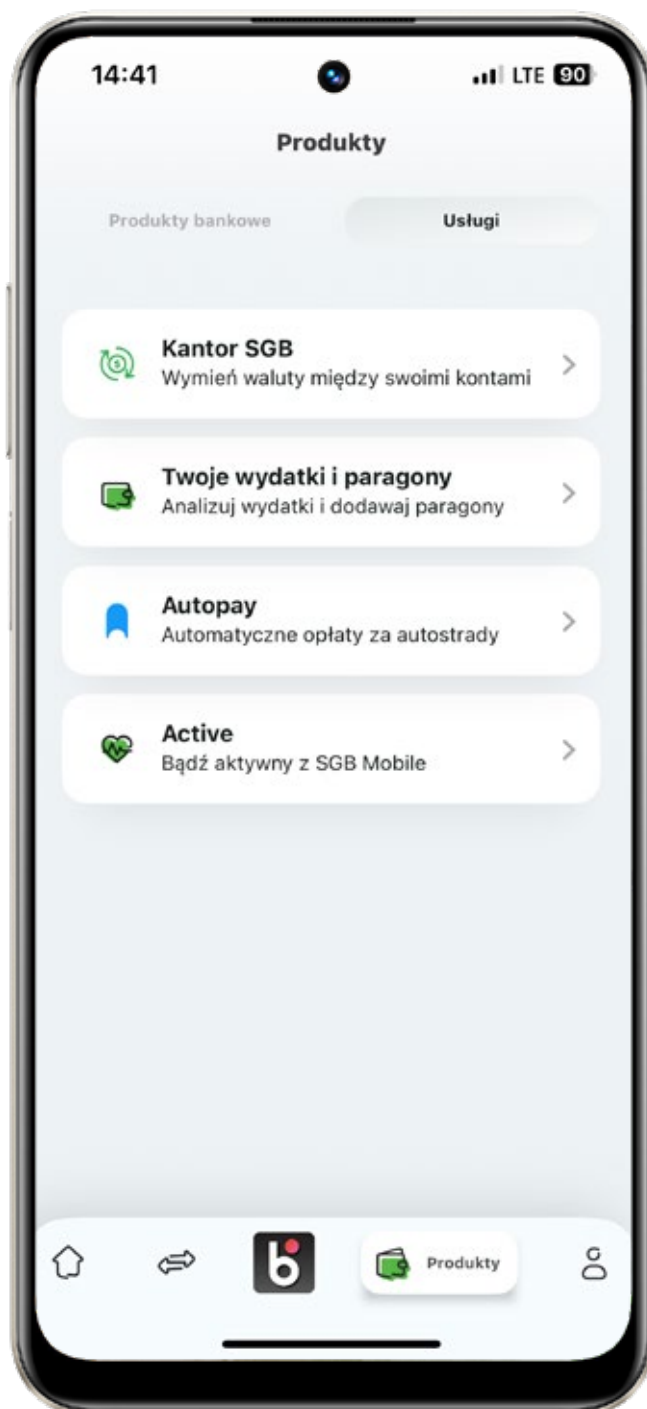 14:41
LTE 90
Produkty
Produkty bankowe
Usługi
Kantor SGB
Wymień waluty między swoimi kontami
Twoje wydatki i paragony
Analizuj wydatki i dodawaj paragony
Autopay
Automatyczne opłaty za autostrady
Active
Bądź aktywny z SGB Mobile
Produkty